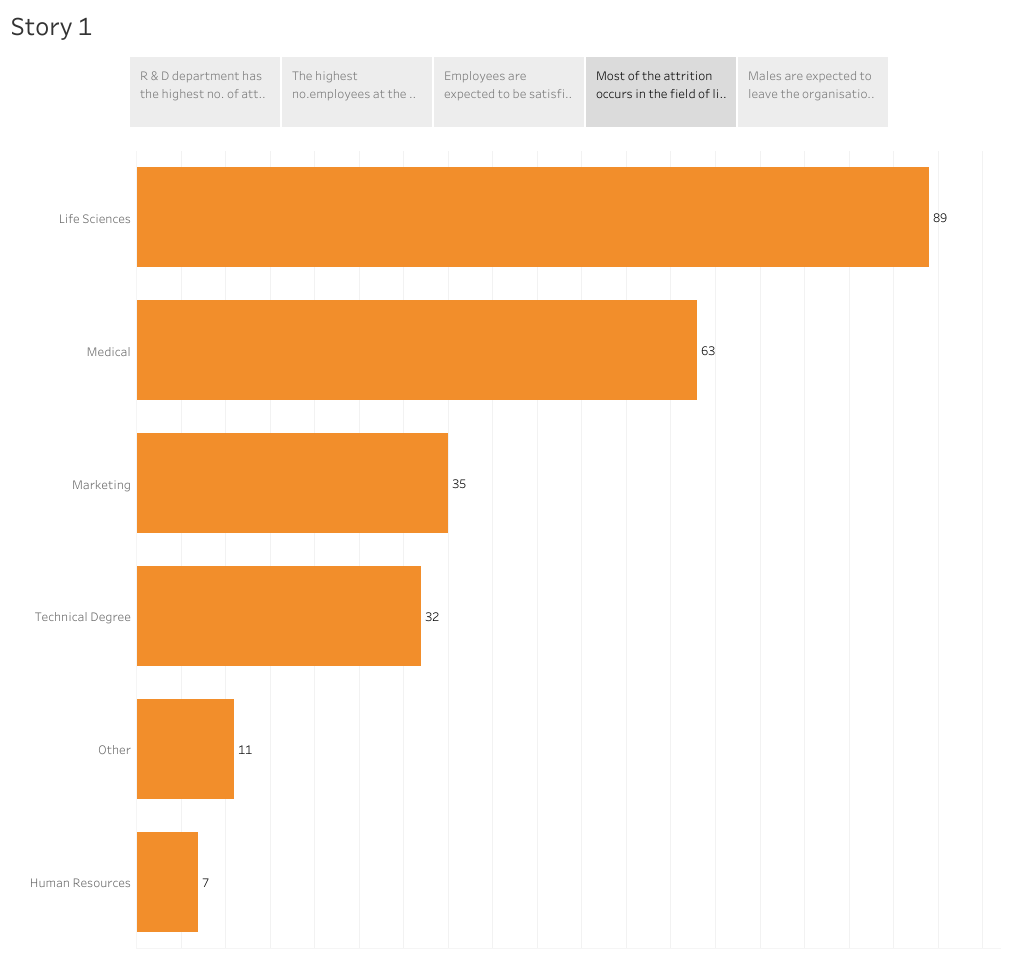 Story 1
R & D department has
the highest no. of att..
The highest
no.employees at the ..
Employees are
expected to be satisfi..
Most of the attrition
occurs in the field of li..
Males are expected to
leave the organisatio..
Life Sciences
89
Medical
63
Marketing
35
Technical Degree
32
Other
11
Human Resources
7